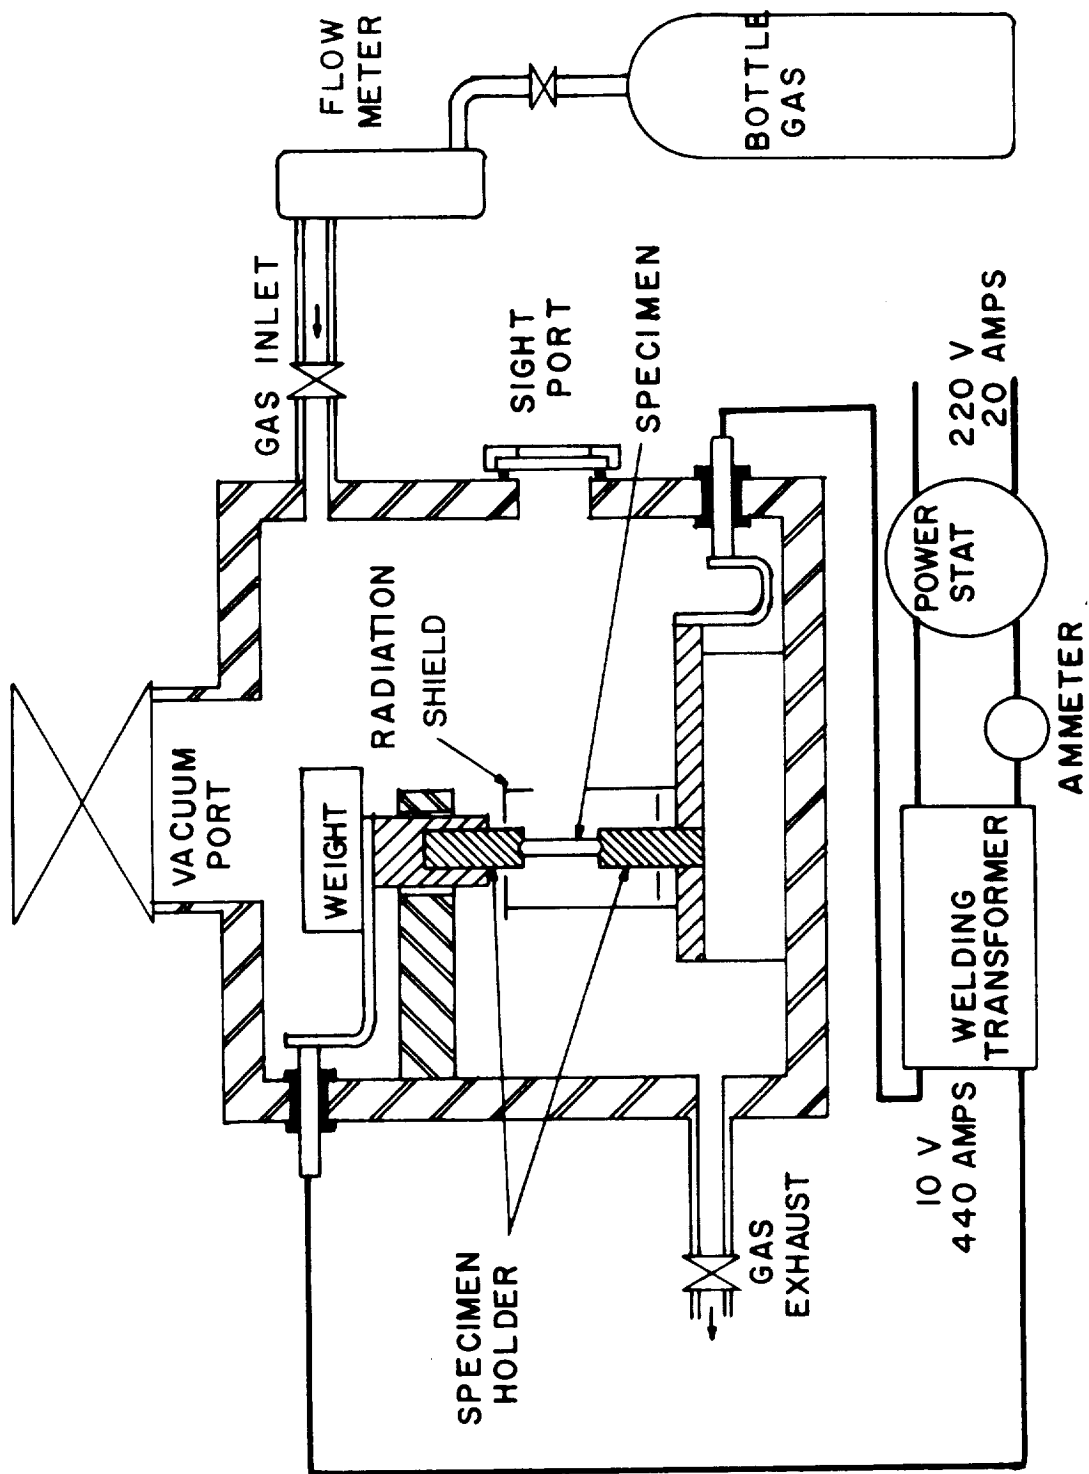 FLOW
METER
BOTTLE
GAS
GAS INLET
SIGHT
PORT
SPECIMEN
220 V
20 AMPS
POWER
STAT
RADIATION
SHIELD
AMMETER
VACUUM
PORT
WEIGHT
WELDING
TRANSFORMER
10 V
440 AMPS
GAS
EXHAUST
SPECIMEN
HOLDER